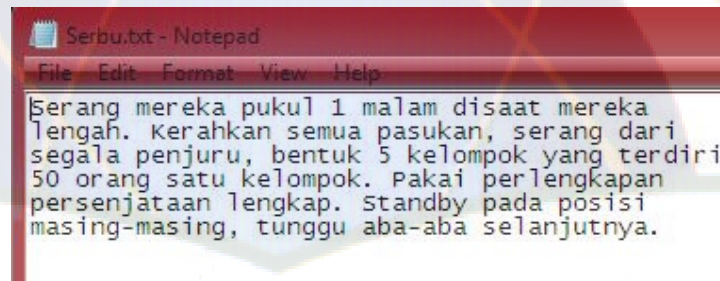 Serbu.txt - Notepad
File Edit Format View Help
Serang mereka pukul 1 malam disaat mereka
lengah. Kerahkan semua pasukan, serang dari
segala penjuru, bentuk 5 kelompok yang terdiri
50 orang satu kelompok. Pakai perlengkapan
persenjataan lengkap. Standby pada posisi
masing-masing, tunggu aba-aba selanjutnya.